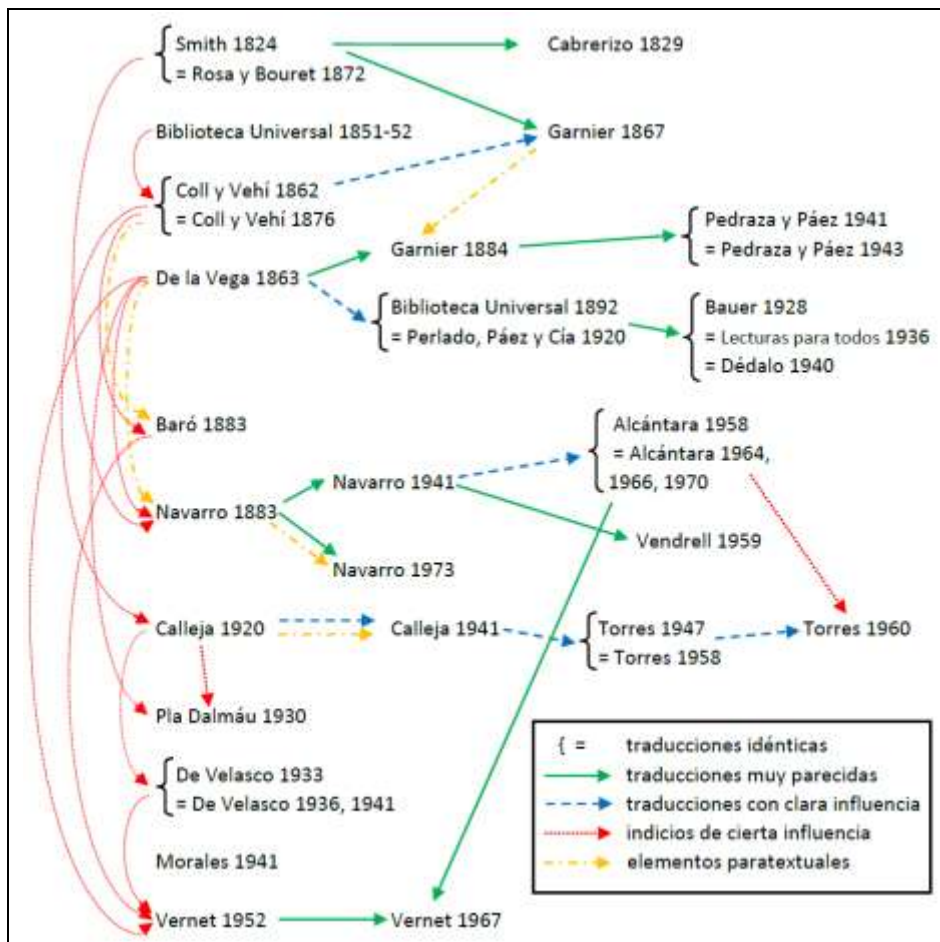 { Smith 1824
= Rosa y Bouret 1872
Cabrerizo 1829
Biblioteca Universal 1851-52
Garnier 1867
{ Coll y Vehí 1862
= Coll y Vehí 1876
Garnier 1884
{ Pedraza y Páez 1941
= Pedraza y Páez 1943
De la Vega 1863
{ Biblioteca Universal 1892
= Perlado, Páez y Cía 1920
{ Bauer 1928
= Lecturas para todos 1936
= Dédalo 1940
Baró 1883
{ Alcántara 1958
= Alcántara 1964,
1966, 1970
Navarro 1941
Navarro 1883
Vendrell 1959
Navarro 1973
Calleja 1920
Calleja 1941
{ Torres 1947
= Torres 1958
Torres 1960
Pla Dalmáu 1930
{ De Velasco 1933
= De Velasco 1936, 1941
Morales 1941
Vernet 1952
Vernet 1967
{ = traducciones idénticas
traducciones muy parecidas
traducciones con clara influencia
indicios de cierta influencia
elementos paratextuales